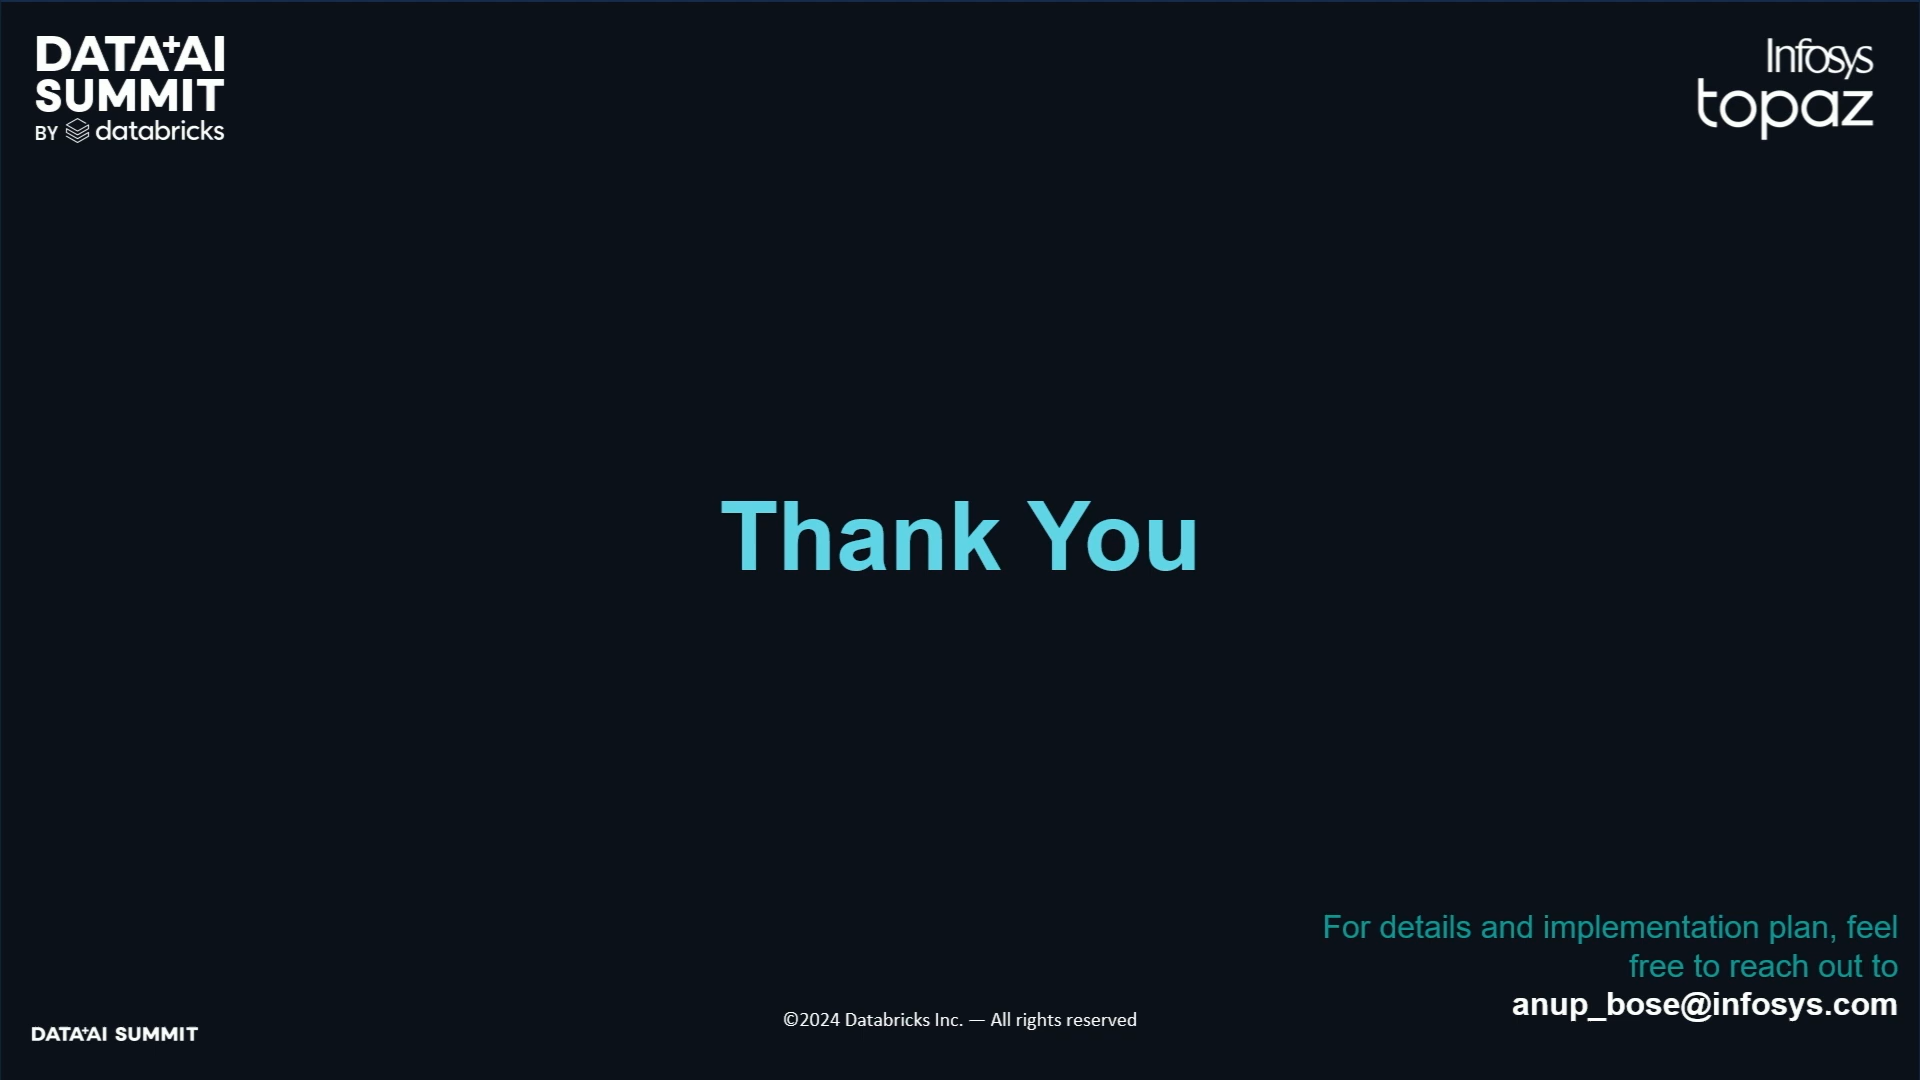 DATA+AI
SUMMIT
BY databricks
Infosys
topaz
Thank You
For details and implementation plan, feel
free to reach out to
anup_bose@infosys.com
©2024 Databricks Inc. — All rights reserved
DATA+AI SUMMIT